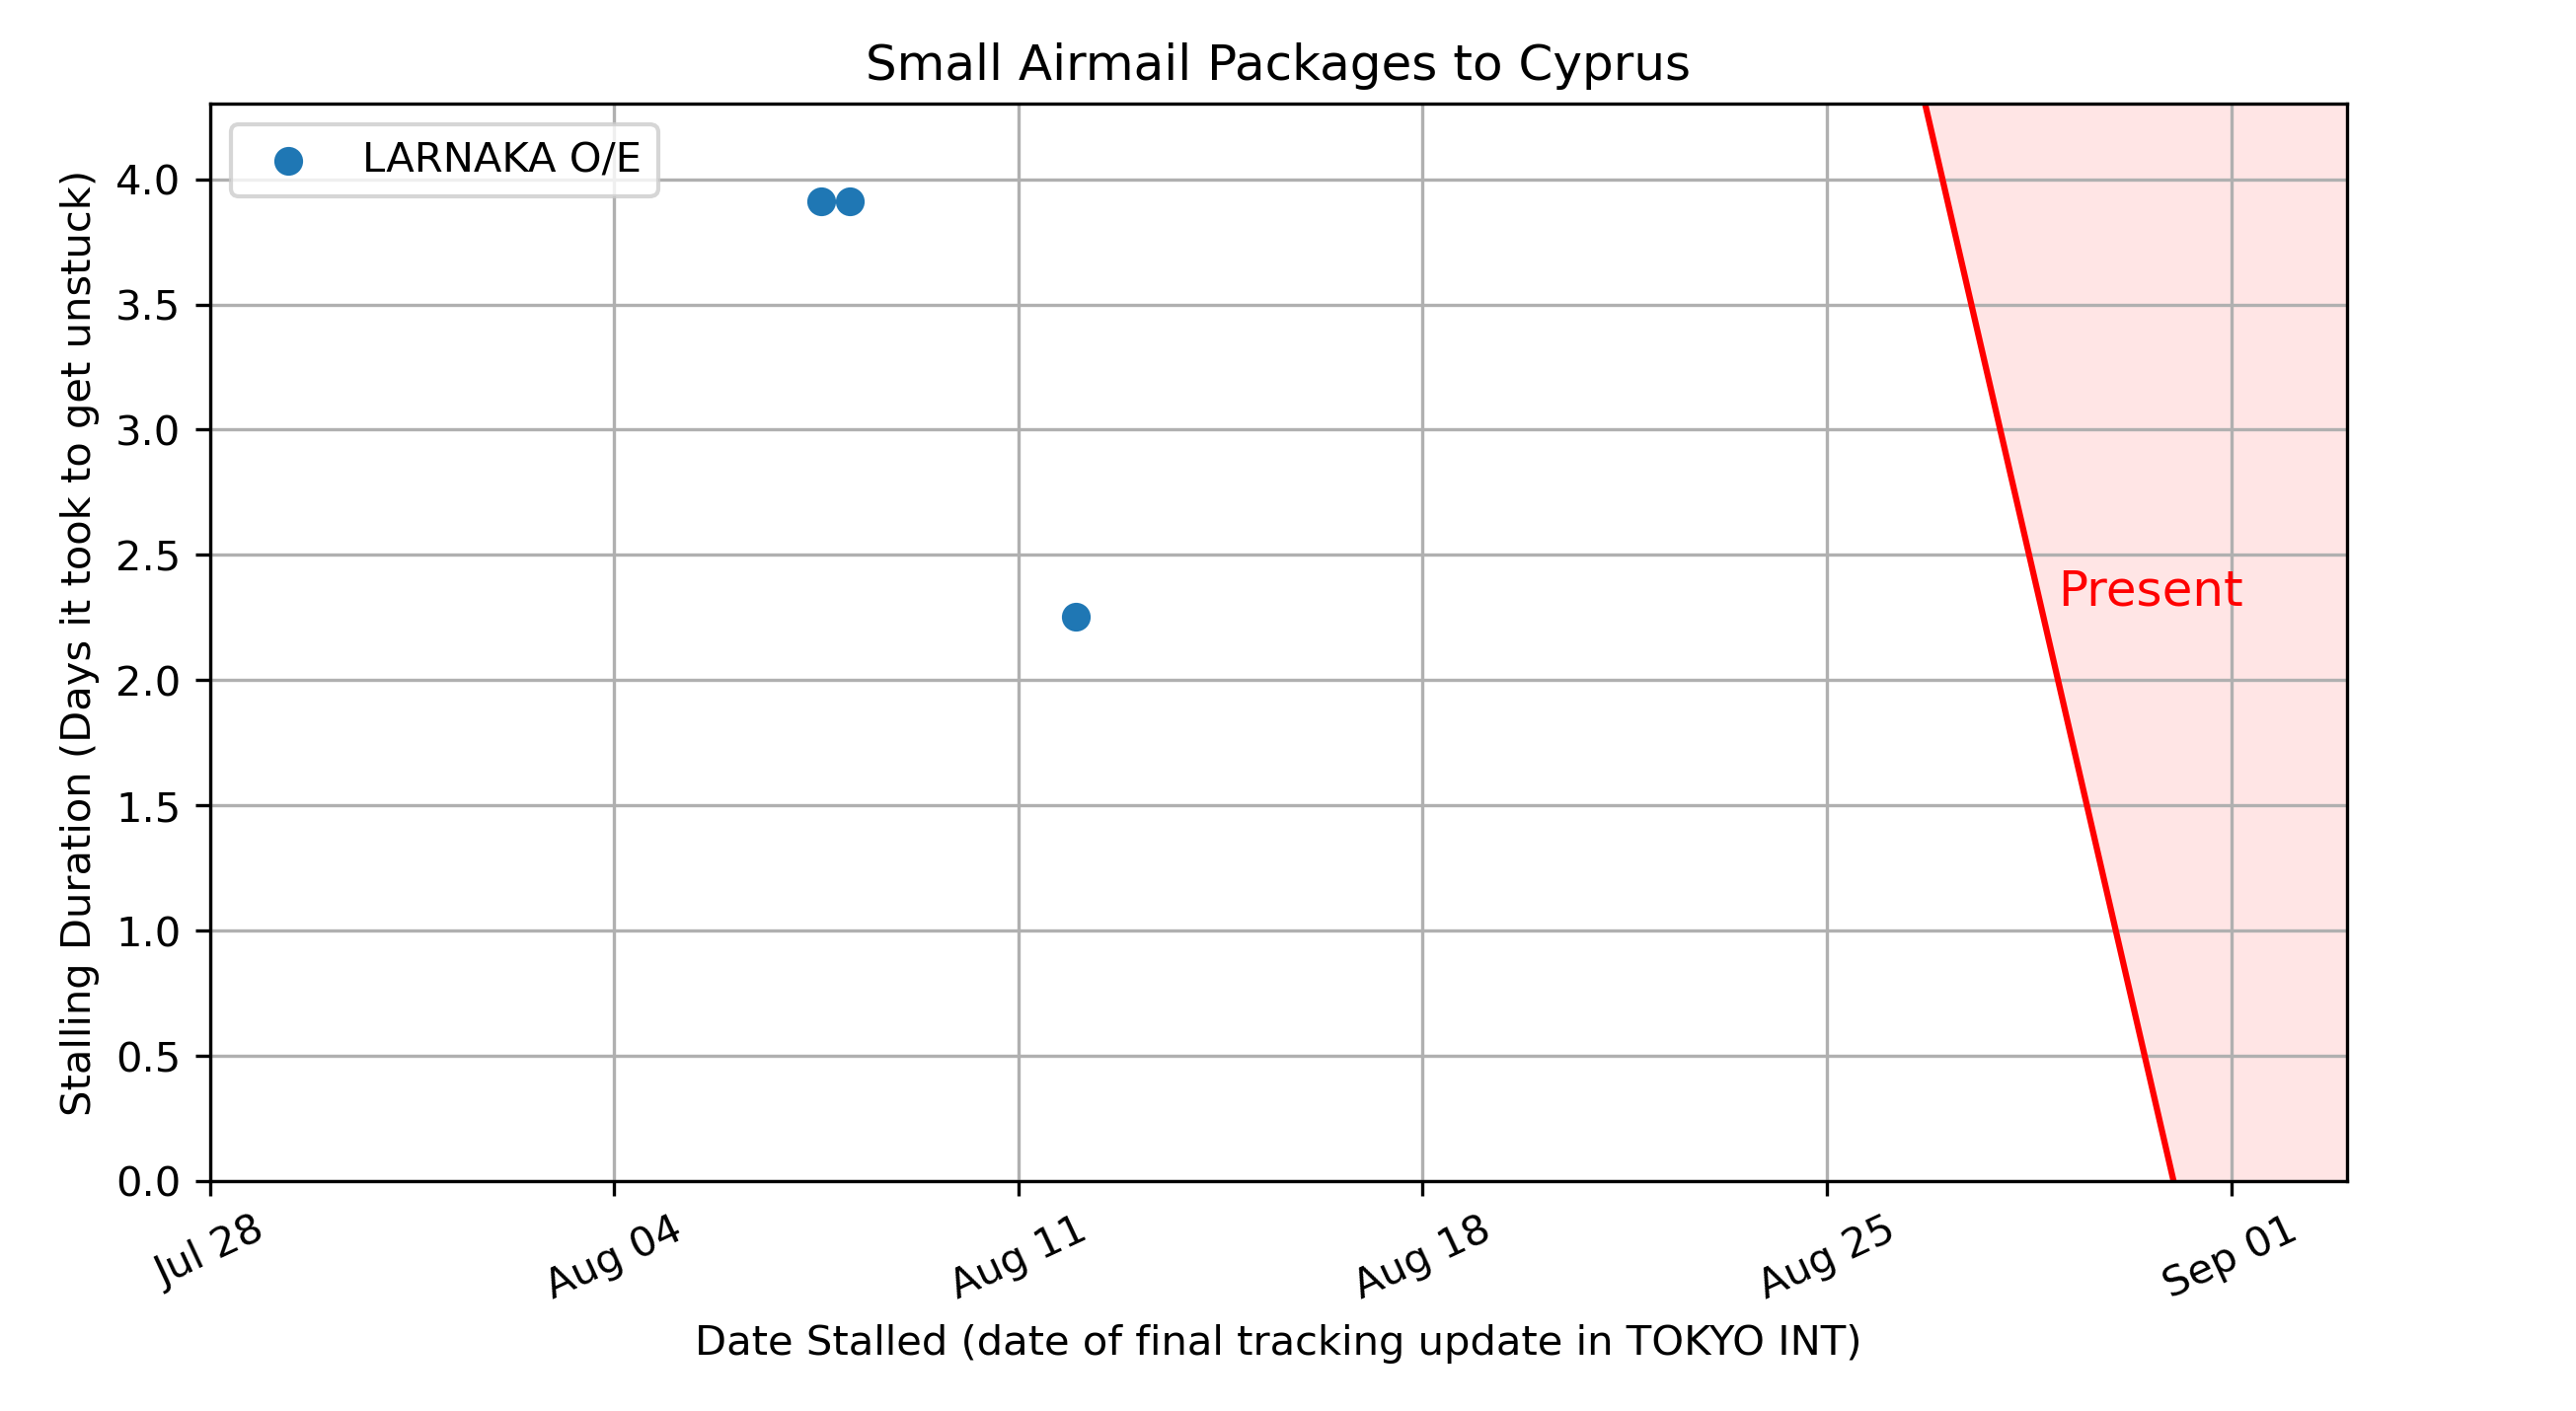 Small Airmail Packages to Cyprus
LARNAKA O/E
Stalling Duration (Days it took to get unstuck)
4.0
3.5
3.0
2.5
2.0
1.5
1.0
0.5
0.0
Present
Jul 28
Aug 04
Aug 11
Aug 18
Aug 25
Sep 01
Date Stalled (date of final tracking update in TOKYO INT)